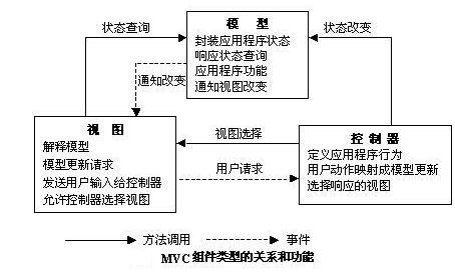 状态查询
模 型
状态改变
封装应用程序状态
响应状态查询
应用程序功能
通知视图改变
通知改变
视 图
解释模型
模型更新请求
发送用户输入给控制器
允许控制器选择视图
视图选择
用户请求
控 制 器
定义应用程序行为
用户动作映射成模型更新
选择响应的视图
方法调用
事件
MVC组件类型的关系和功能